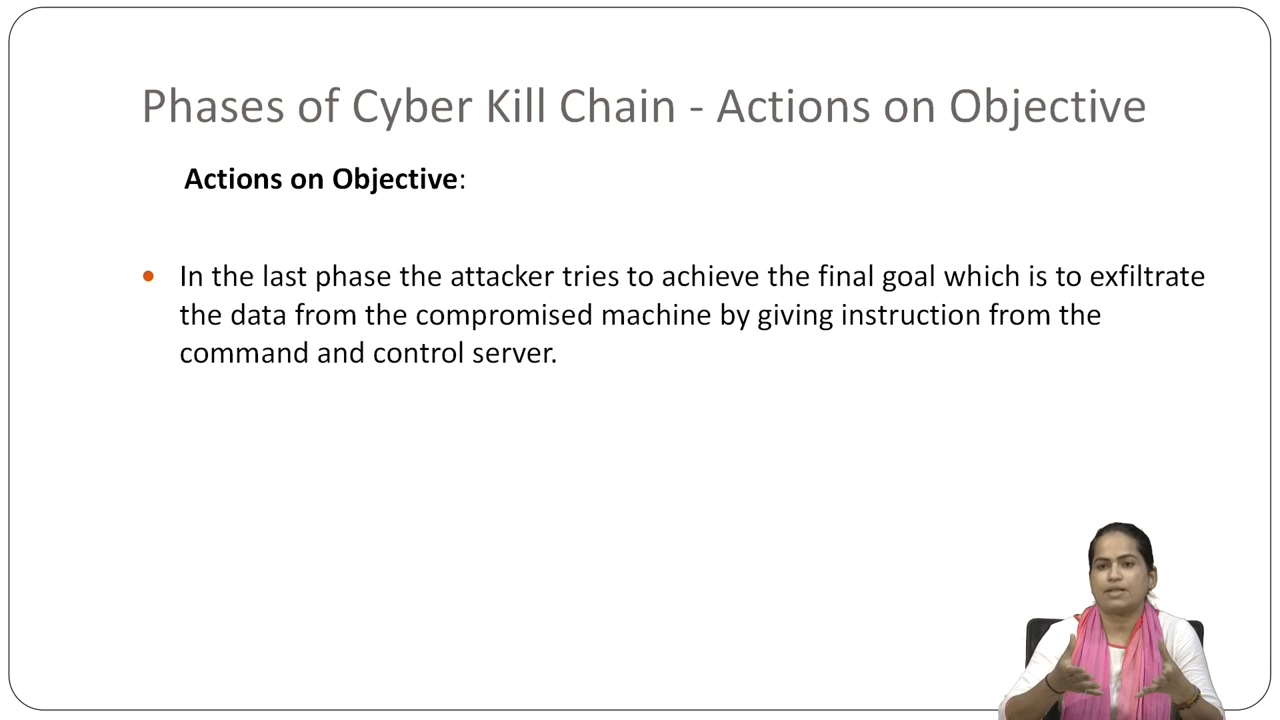 Phases of Cyber Kill Chain - Actions on Objective
Actions on Objective:
In the last phase the attacker tries to achieve the final goal which is to exfiltrate
the data from the compromised machine by giving instruction from the
command and control server.